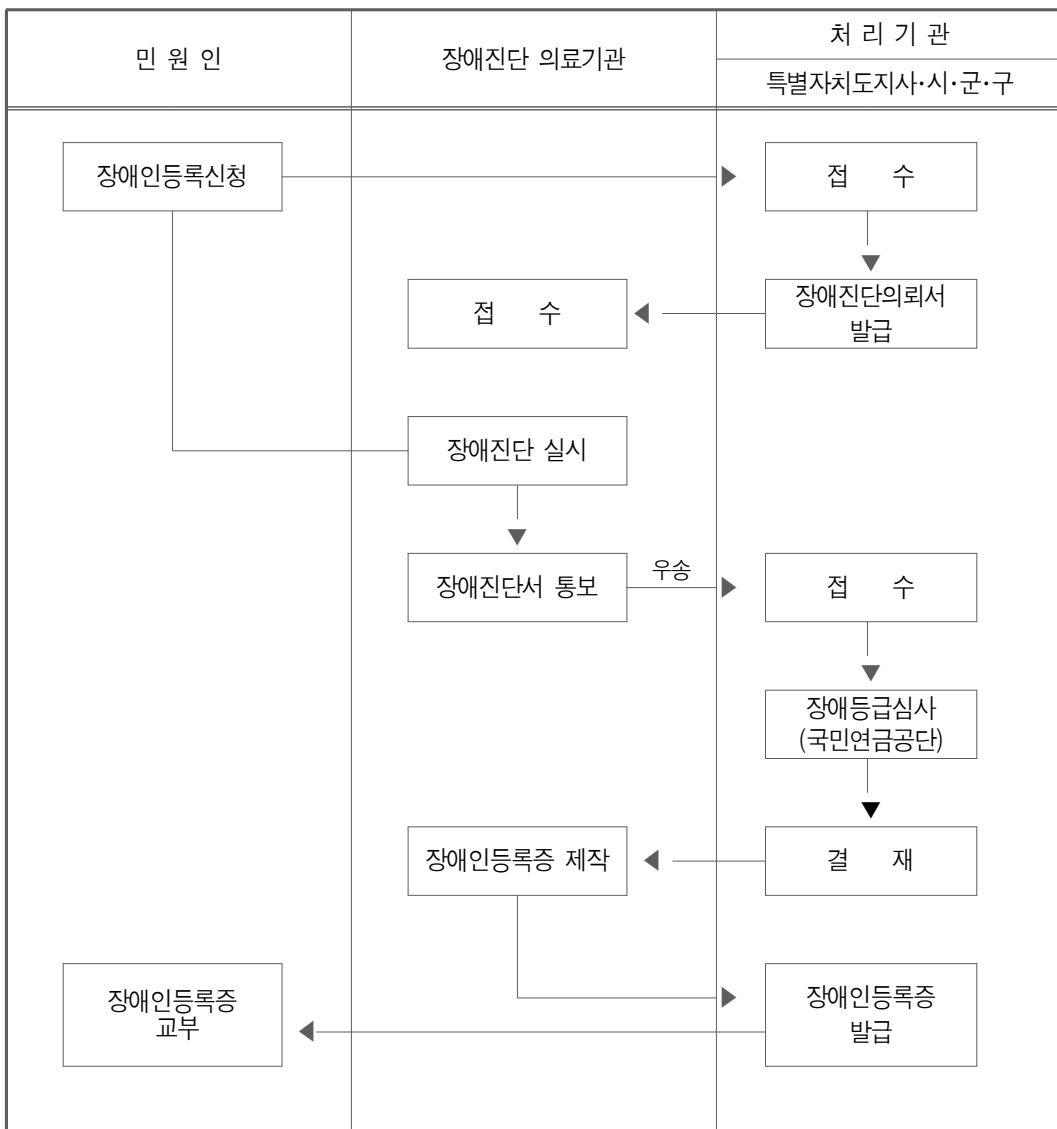 민 원 인
장애진단 의료기관
처 리 기 관
특별자치도지사·시·군·구
장애인등록신청
접 수
접 수
장애진단의뢰서
발급
장애진단 실시
장애진단서 통보
우송
접 수
장애등급심사
(국민연금공단)
장애인등록증 제작
결 재
장애인등록증
교부
장애인등록증
발급